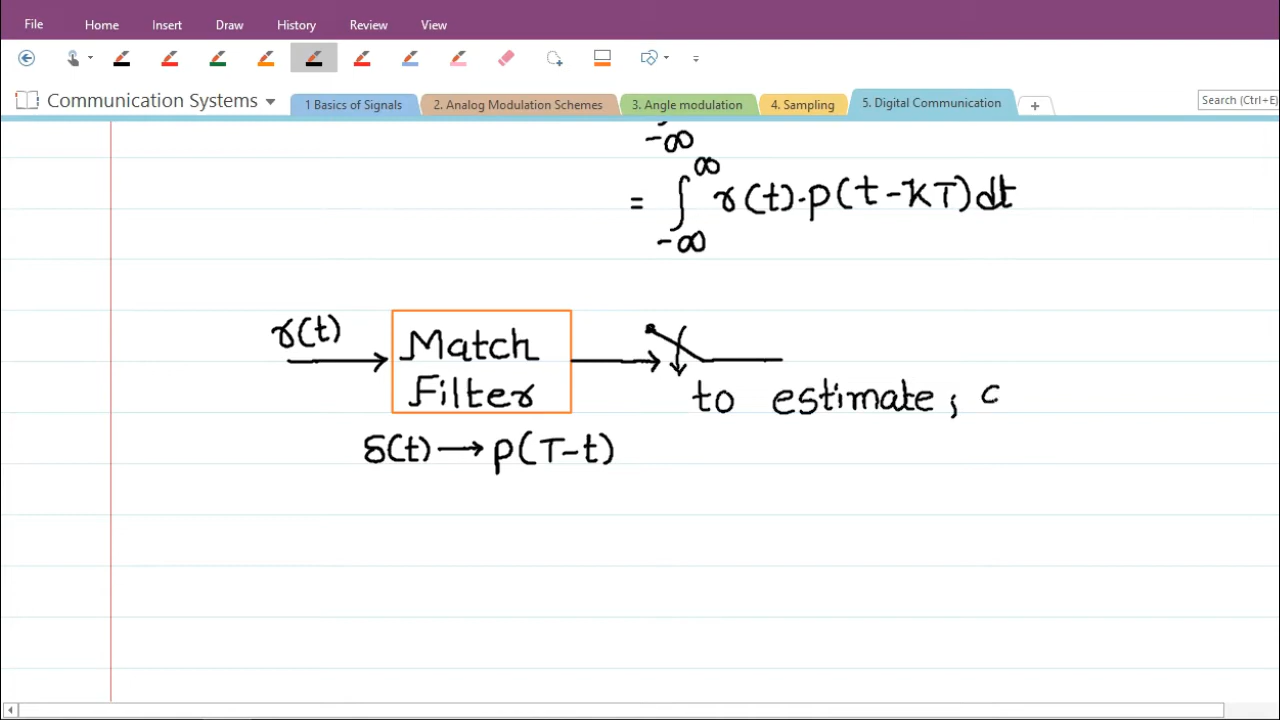 File Home Insert Draw History Review View
Communication Systems 1 Basics of Signals 2. Analog Modulation Schemes 3. Angle modulation 4. Sampling 5. Digital Communication + Search (Ctrl+E)
-∞
= ∫_{-∞}^{∞} r(t)·p(t-KT)dt
r(t) Match
Filter
to estimate, c
δ(t) → p(T-t)